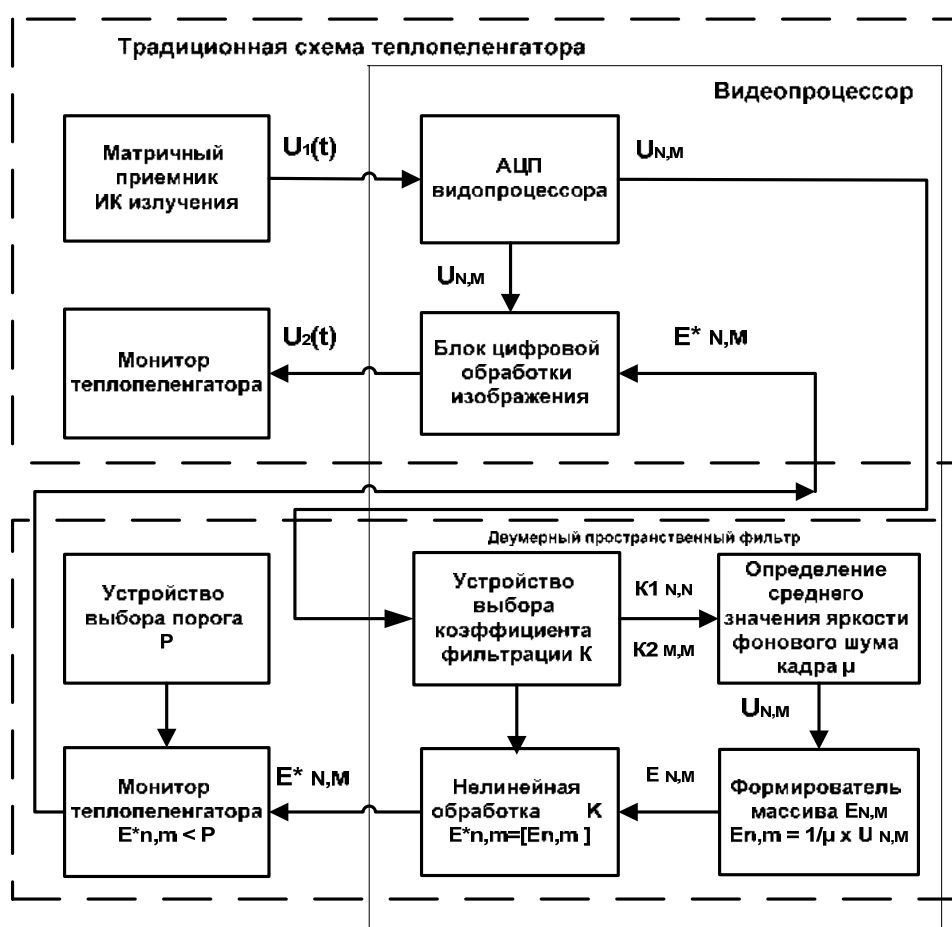 Традиционная схема теплопеленгатора
Видеопроцессор
Матричный
приемник
ИК излучения
U1(t)
АЦП
видопроцессора
UN,M
UN,M
Монитор
теплопеленгатора
U2(t)
Блок цифровой
обработки
изображения
E* N,M
Двумерный пространственный фильтр
Устройство
выбора порога
P
Устройство
выбора
коэффициента
фильтрации K
K1 N,N
K2 M,M
Определение
среднего
значения яркости
фонового шума
кадра μ
UN,M
Монитор
теплопеленгатора
E*n,m < P
E* N,M
Нелинейная
обработка K
E*n,m=[En,m ]
E N,M
Формирователь
массива EN,M
En,m = 1/μ x U N,M